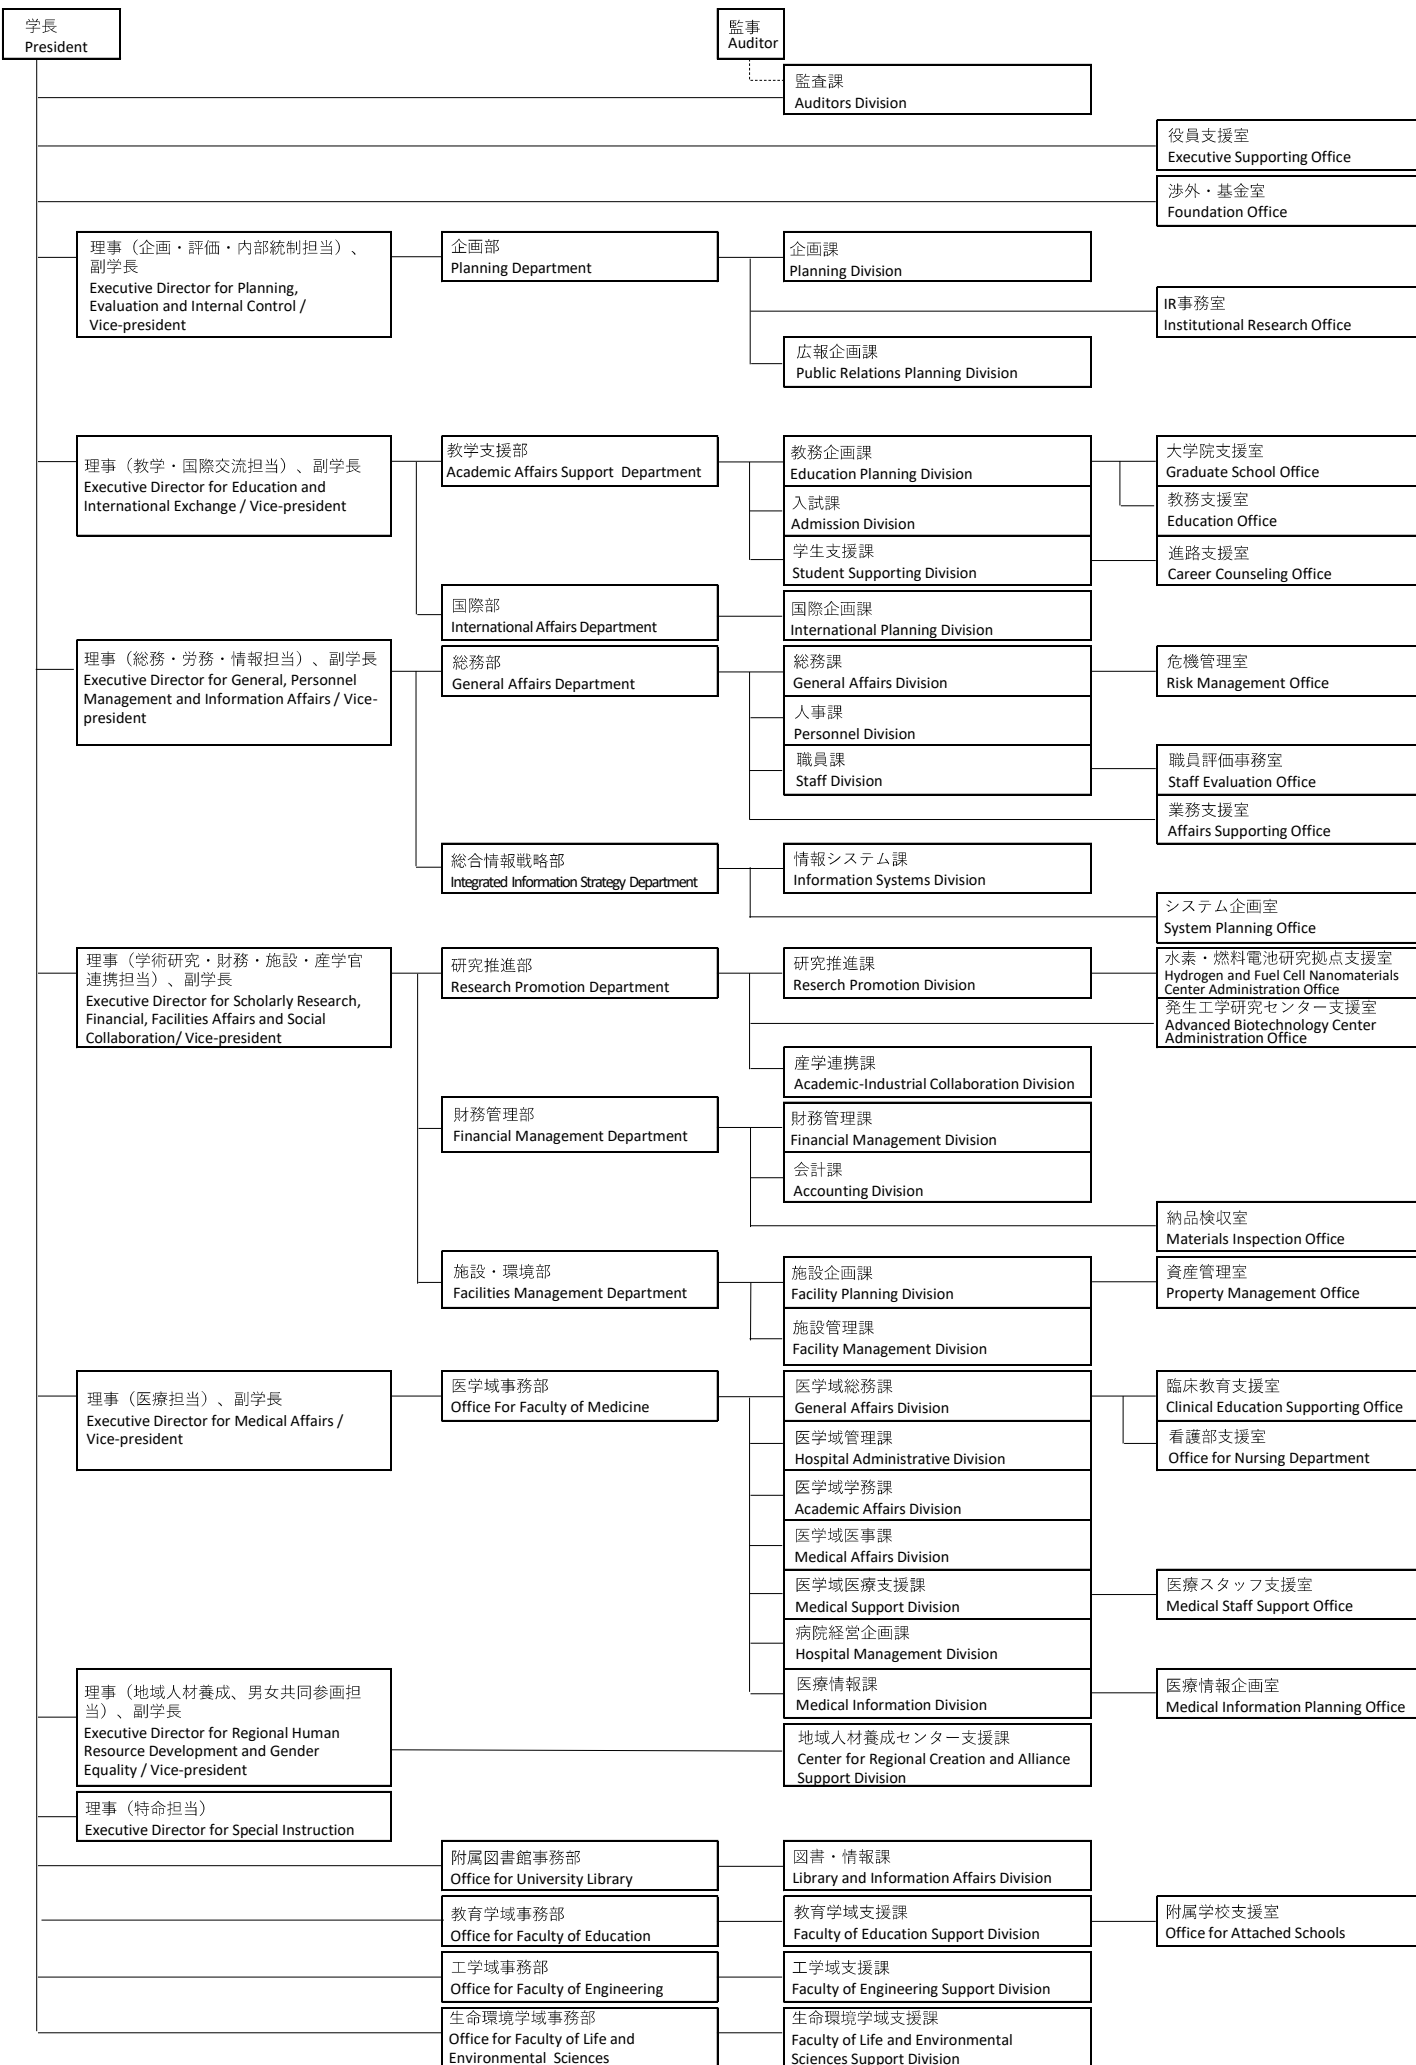 学長
President
監事
Auditor
監査課
Auditors Division
役員支援室
Executive Supporting Office
渉外・基金室
Foundation Office
理事（企画・評価・内部統制担当）、
副学長
Executive Director for Planning,
Evaluation and Internal Control /
Vice-president
企画部
Planning Department
企画課
Planning Division
IR事務室
Institutional Research Office
広報企画課
Public Relations Planning Division
理事（教学・国際交流担当）、副学長
Executive Director for Education and
International Exchange / Vice-president
教学支援部
Academic Affairs Support Department
教務企画課
Education Planning Division
大学院支援室
Graduate School Office
教務支援室
Education Office
入試課
Admission Division
学生支援課
Student Supporting Division
進路支援室
Career Counseling Office
国際部
International Affairs Department
国際企画課
International Planning Division
理事（総務・労務・情報担当）、副学長
Executive Director for General, Personnel
Management and Information Affairs / Vice-
president
総務部
General Affairs Department
総務課
General Affairs Division
危機管理室
Risk Management Office
人事課
Personnel Division
職員課
Staff Division
職員評価事務室
Staff Evaluation Office
業務支援室
Affairs Supporting Office
総合情報戦略部
Integrated Information Strategy Department
情報システム課
Information Systems Division
システム企画室
System Planning Office
理事（学術研究・財務・施設・産学官
連携担当）、副学長
Executive Director for Scholarly Research,
Financial, Facilities Affairs and Social
Collaboration/ Vice-president
研究推進部
Research Promotion Department
研究推進課
Reserch Promotion Division
水素・燃料電池研究拠点支援室
Hydrogen and Fuel Cell Nanomaterials
Center Administration Office
発生工学研究センター支援室
Advanced Biotechnology Center
Administration Office
産学連携課
Academic-Industrial Collaboration Division
財務管理部
Financial Management Department
財務管理課
Financial Management Division
会計課
Accounting Division
納品検収室
Materials Inspection Office
施設・環境部
Facilities Management Department
施設企画課
Facility Planning Division
資産管理室
Property Management Office
施設管理課
Facility Management Division
理事（医療担当）、副学長
Executive Director for Medical Affairs /
Vice-president
医学域事務部
Office For Faculty of Medicine
医学域総務課
General Affairs Division
臨床教育支援室
Clinical Education Supporting Office
看護部支援室
Office for Nursing Department
医学域管理課
Hospital Administrative Division
医学域学務課
Academic Affairs Division
医学域医事課
Medical Affairs Division
医学域医療支援課
Medical Support Division
医療スタッフ支援室
Medical Staff Support Office
病院経営企画課
Hospital Management Division
医療情報課
Medical Information Division
医療情報企画室
Medical Information Planning Office
理事（地域人材養成、男女共同参画担
当）、副学長
Executive Director for Regional Human
Resource Development and Gender
Equality / Vice-president
地域人材養成センター支援課
Center for Regional Creation and Alliance
Support Division
理事（特命担当）
Executive Director for Special Instruction
附属図書館事務部
Office for University Library
図書・情報課
Library and Information Affairs Division
教育学域事務部
Office for Faculty of Education
教育学域支援課
Faculty of Education Support Division
附属学校支援室
Office for Attached Schools
工学域事務部
Office for Faculty of Engineering
工学域支援課
Faculty of Engineering Support Division
生命環境学域事務部
Office for Faculty of Life and
Environmental Sciences
生命環境学域支援課
Faculty of Life and Environmental
Sciences Support Division